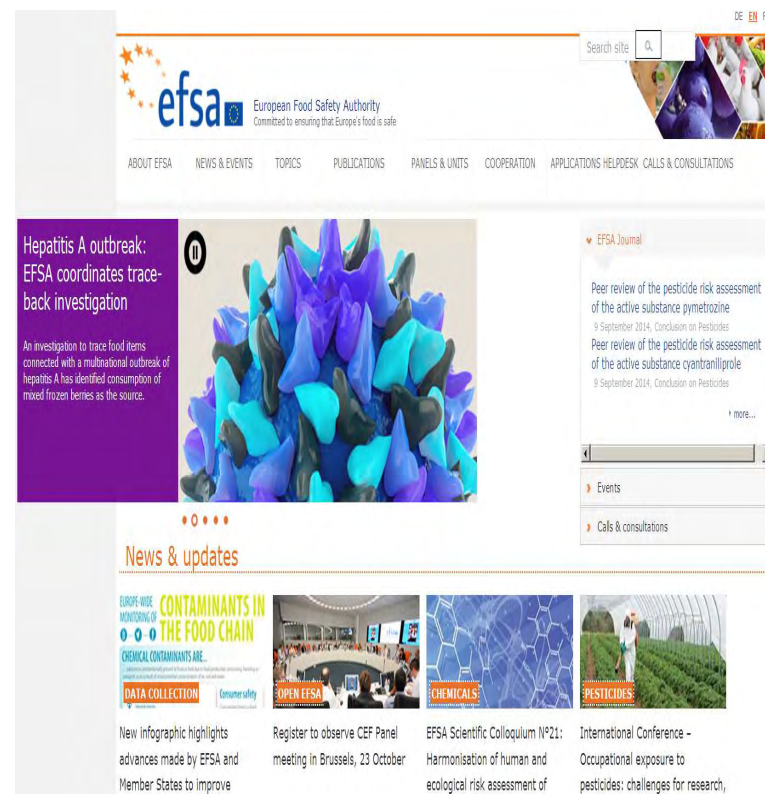 DE EN
Search site
efsa
European Food Safety Authority
Committed to ensuring that Europe's food is safe
ABOUT EFSA NEWS & EVENTS TOPICS PUBLICATIONS PANELS & UNITS COOPERATION APPLICATIONS HELPDESK CALLS & CONSULTATIONS
Hepatitis A outbreak:
EFSA coordinates trace-
back investigation
An investigation to trace food items
connected with a multinational outbreak of
hepatitis A has identified consumption of
mixed frozen berries as the source.
EFSA Journal
Peer review of the pesticide risk assessment
of the active substance pymetrozine
9 September 2014, Conclusion on Pesticides
Peer review of the pesticide risk assessment
of the active substance cyantraniliprole
9 September 2014, Conclusion on Pesticides
more...
Events
Calls & consultations
News & updates
EUROPE-WIDE
MONITORING OF
CONTAMINANTS IN
THE FOOD CHAIN
CHEMICAL CONTAMINANTS ARE...
Consumer safety
DATA COLLECTION
New infographic highlights
advances made by EFSA and
Member States to improve
OPEN EFSA
Register to observe CEF Panel
meeting in Brussels, 23 October
CHEMICALS
EFSA Scientific Colloquium N°21:
Harmonisation of human and
ecological risk assessment of
PESTICIDES
International Conference –
Occupational exposure to
pesticides: challenges for research,